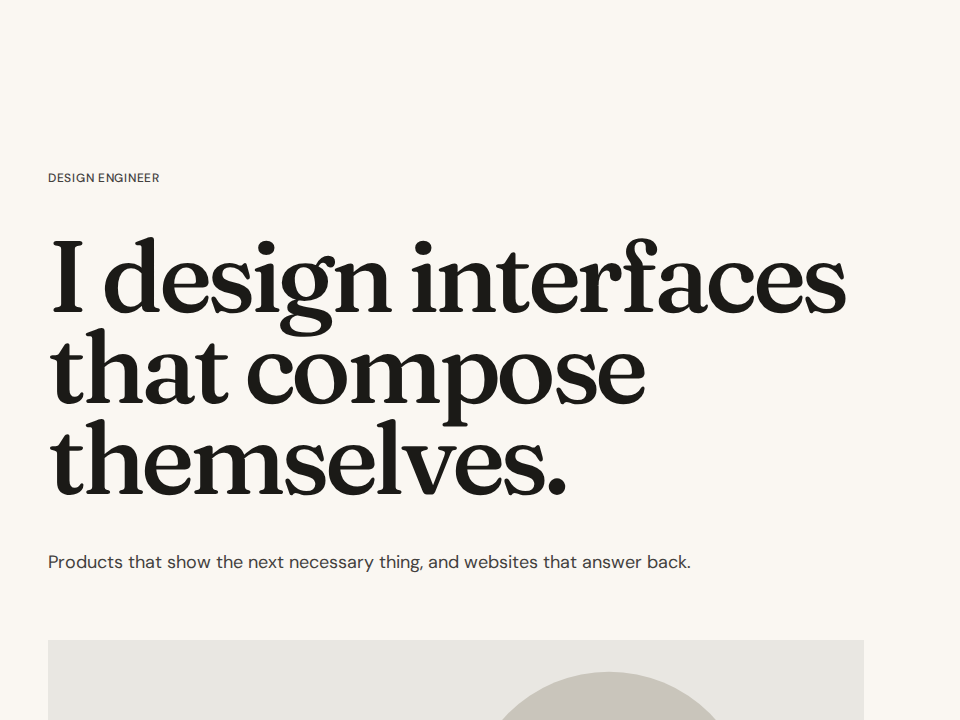 DESIGN ENGINEER
I design interfaces
that compose
themselves.
Products that show the next necessary thing, and websites that answer back.